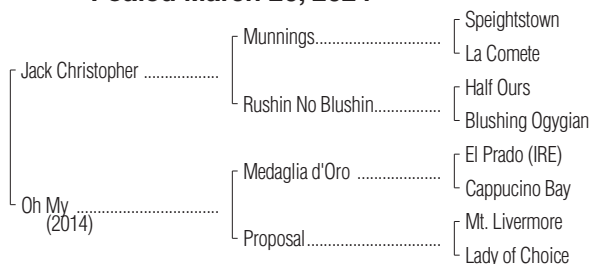 Munnings
Speightstown
La Comete
Jack Christopher
Rushin No Blushin
Half Ours
Blushing Ogygian
Medaglia d'Oro
El Prado (IRE)
Cappucino Bay
Oh My
(2014)
Proposal
Mt. Livermore
Lady of Choice